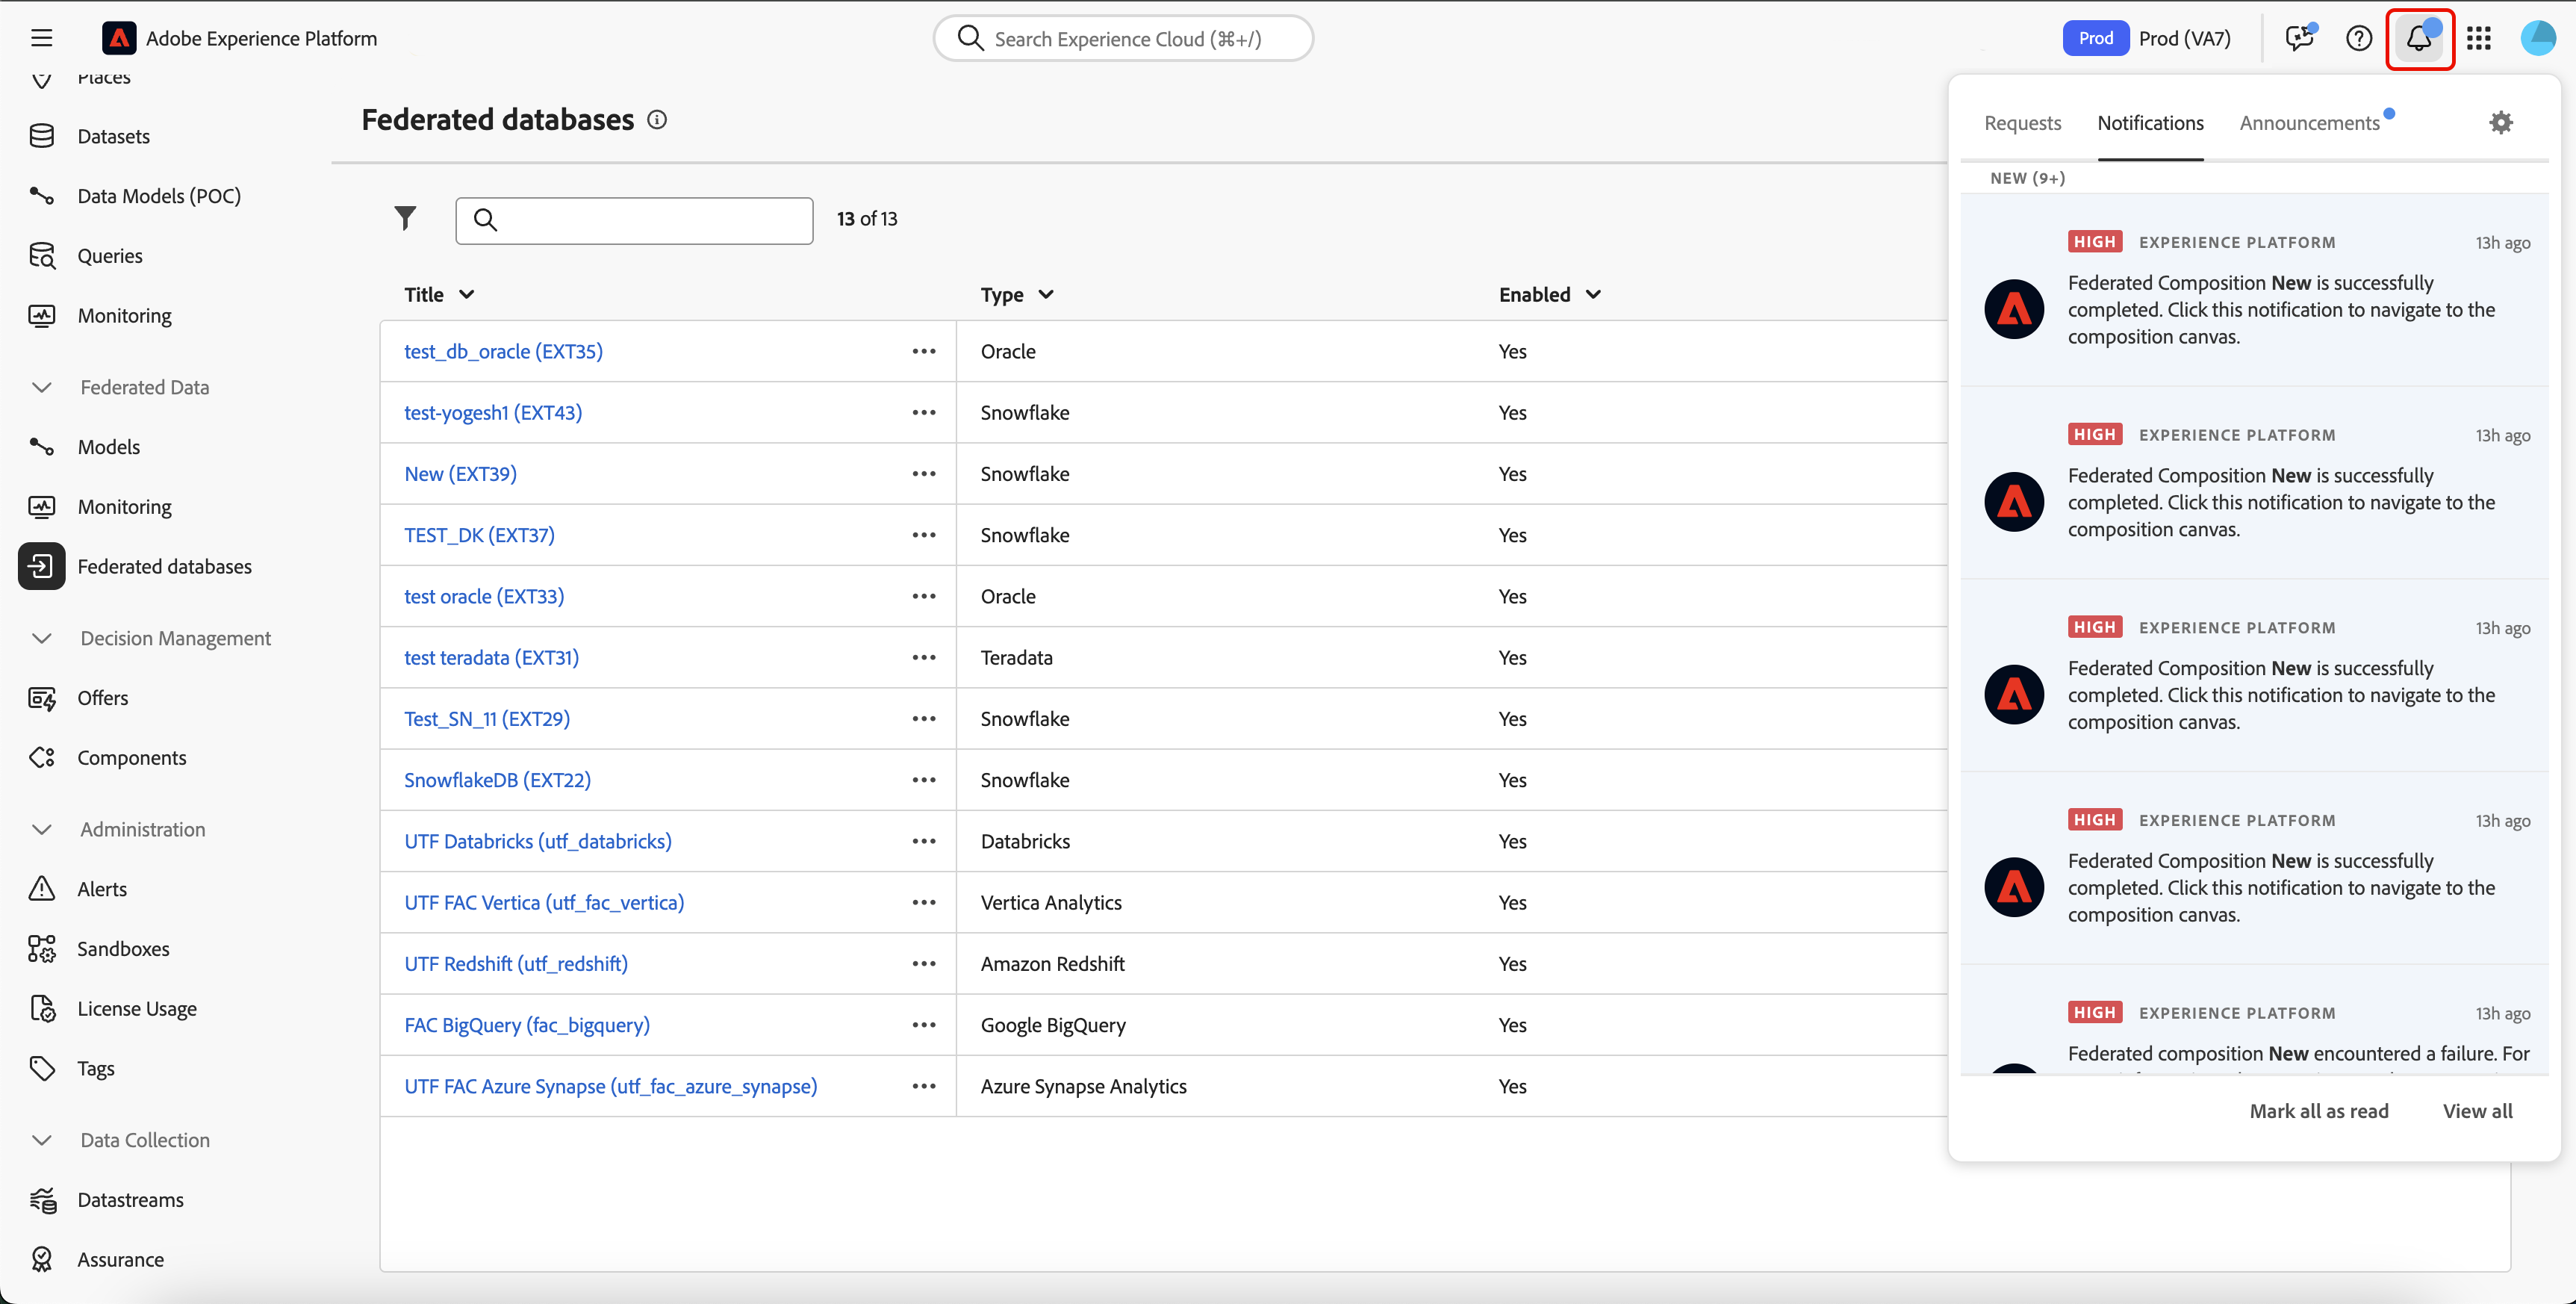 Adobe Experience Platform
Search Experience Cloud (⌘+/)
Prod
Prod (VA7)
Places
Datasets
Data Models (POC)
Queries
Monitoring
Federated Data
Models
Monitoring
Federated databases
Decision Management
Offers
Components
Administration
Alerts
Sandboxes
License Usage
Tags
Data Collection
Datastreams
Assurance
Federated databases
13 of 13
Title Type Enabled
test_db_oracle (EXT35) Oracle Yes
test-yogesh1 (EXT43) Snowflake Yes
New (EXT39) Snowflake Yes
TEST_DK (EXT37) Snowflake Yes
test oracle (EXT33) Oracle Yes
test teradata (EXT31) Teradata Yes
Test_SN_11 (EXT29) Snowflake Yes
SnowflakeDB (EXT22) Snowflake Yes
UTF Databricks (utf_databricks) Databricks Yes
UTF FAC Vertica (utf_fac_vertica) Vertica Analytics Yes
UTF Redshift (utf_redshift) Amazon Redshift Yes
FAC BigQuery (fac_bigquery) Google BigQuery Yes
UTF FAC Azure Synapse (utf_fac_azure_synapse) Azure Synapse Analytics Yes
Requests Notifications Announcements
NEW (9+)
HIGH EXPERIENCE PLATFORM 13h ago
Federated Composition New is successfully
completed. Click this notification to navigate to the
composition canvas.
HIGH EXPERIENCE PLATFORM 13h ago
Federated Composition New is successfully
completed. Click this notification to navigate to the
composition canvas.
HIGH EXPERIENCE PLATFORM 13h ago
Federated Composition New is successfully
completed. Click this notification to navigate to the
composition canvas.
HIGH EXPERIENCE PLATFORM 13h ago
Federated Composition New is successfully
completed. Click this notification to navigate to the
composition canvas.
HIGH EXPERIENCE PLATFORM 13h ago
Federated composition New encountered a failure. For
Mark all as read View all